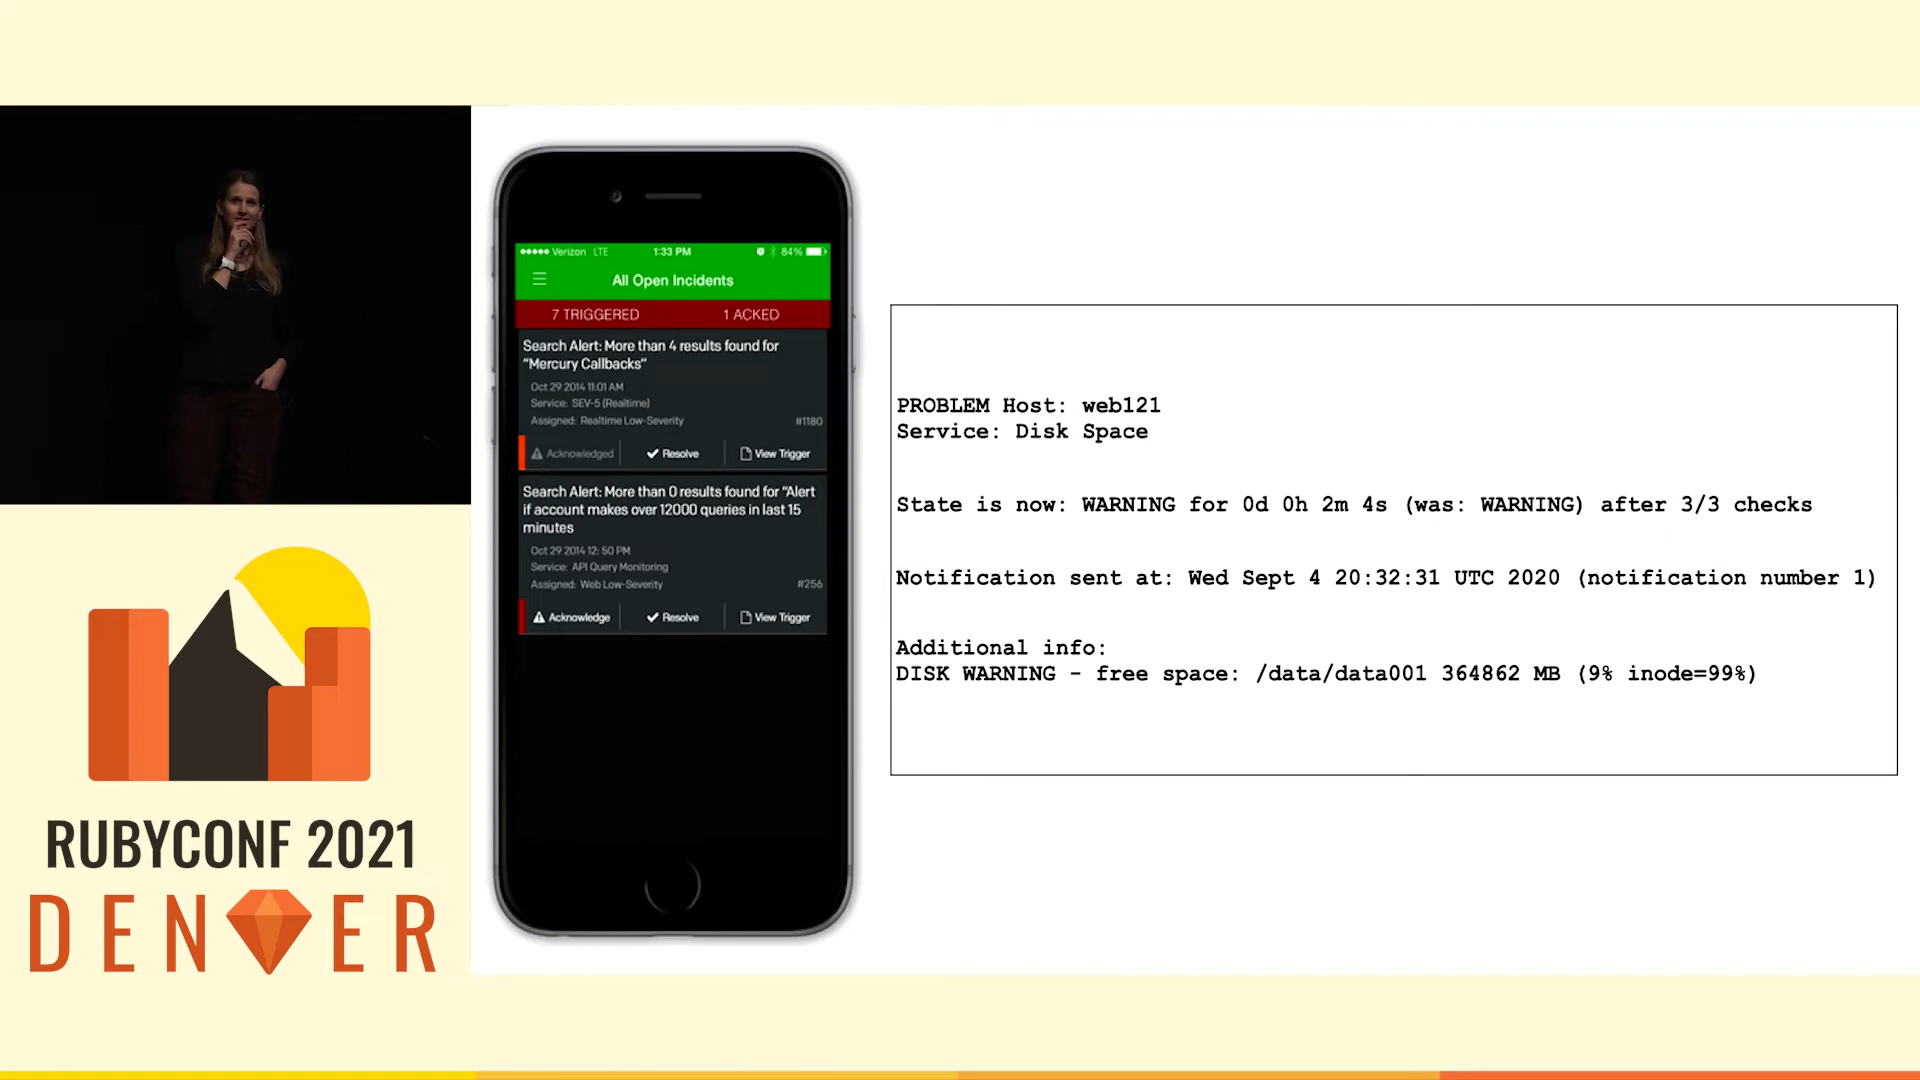 Verizon LTE 1:33 PM 84%
All Open Incidents
7 TRIGGERED 1 ACKED
Search Alert: More than 4 results found for
“Mercury Callbacks”
Oct 29 2014 11:01 AM
Service: SEV-5 (Realtime)
Assigned: Realtime Low-Severity #1180
Acknowledged Resolve View Trigger
Search Alert: More than 0 results found for “Alert
if account makes over 12000 queries in last 15
minutes
Oct 29 2014 12: 50 PM
Service: API Query Monitoring
Assigned: Web Low-Severity #256
Acknowledge Resolve View Trigger
PROBLEM Host: web121
Service: Disk Space
State is now: WARNING for 0d 0h 2m 4s (was: WARNING) after 3/3 checks
Notification sent at: Wed Sept 4 20:32:31 UTC 2020 (notification number 1)
Additional info:
DISK WARNING - free space: /data/data001 364862 MB (9% inode=99%)
RUBYCONF 2021
DENVER